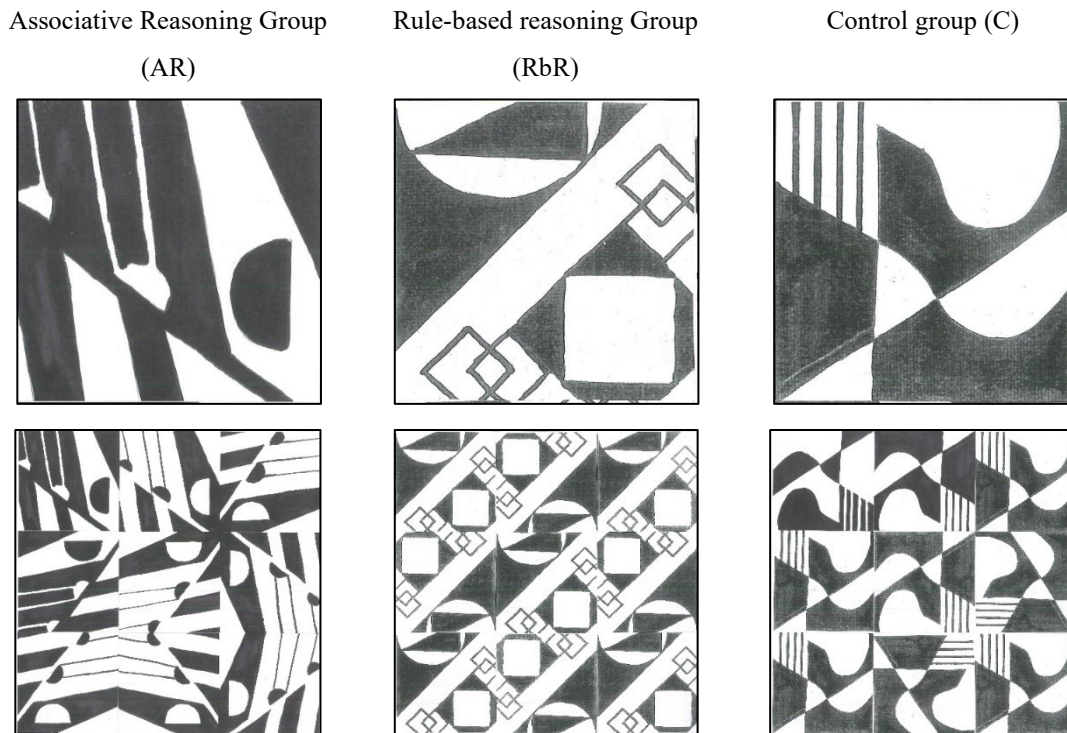 Associative Reasoning Group
(AR)
Rule-based reasoning Group
(RbR)
Control group (C)